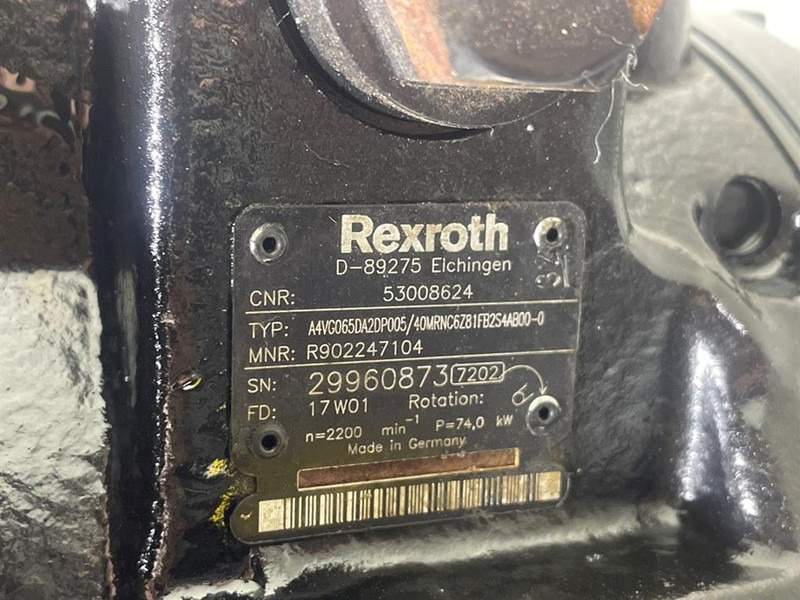 Rexroth
D-89275 Elchingen
CNR: 53008624
TYP: A4VG065DA2DP005/40MRNC6Z81FB2S4AB00-0
MNR: R902247104
SN: 29960873 7202
FD: 17W01 Rotation:
n=2200 min⁻¹ P=74,0 kW
Made in Germany